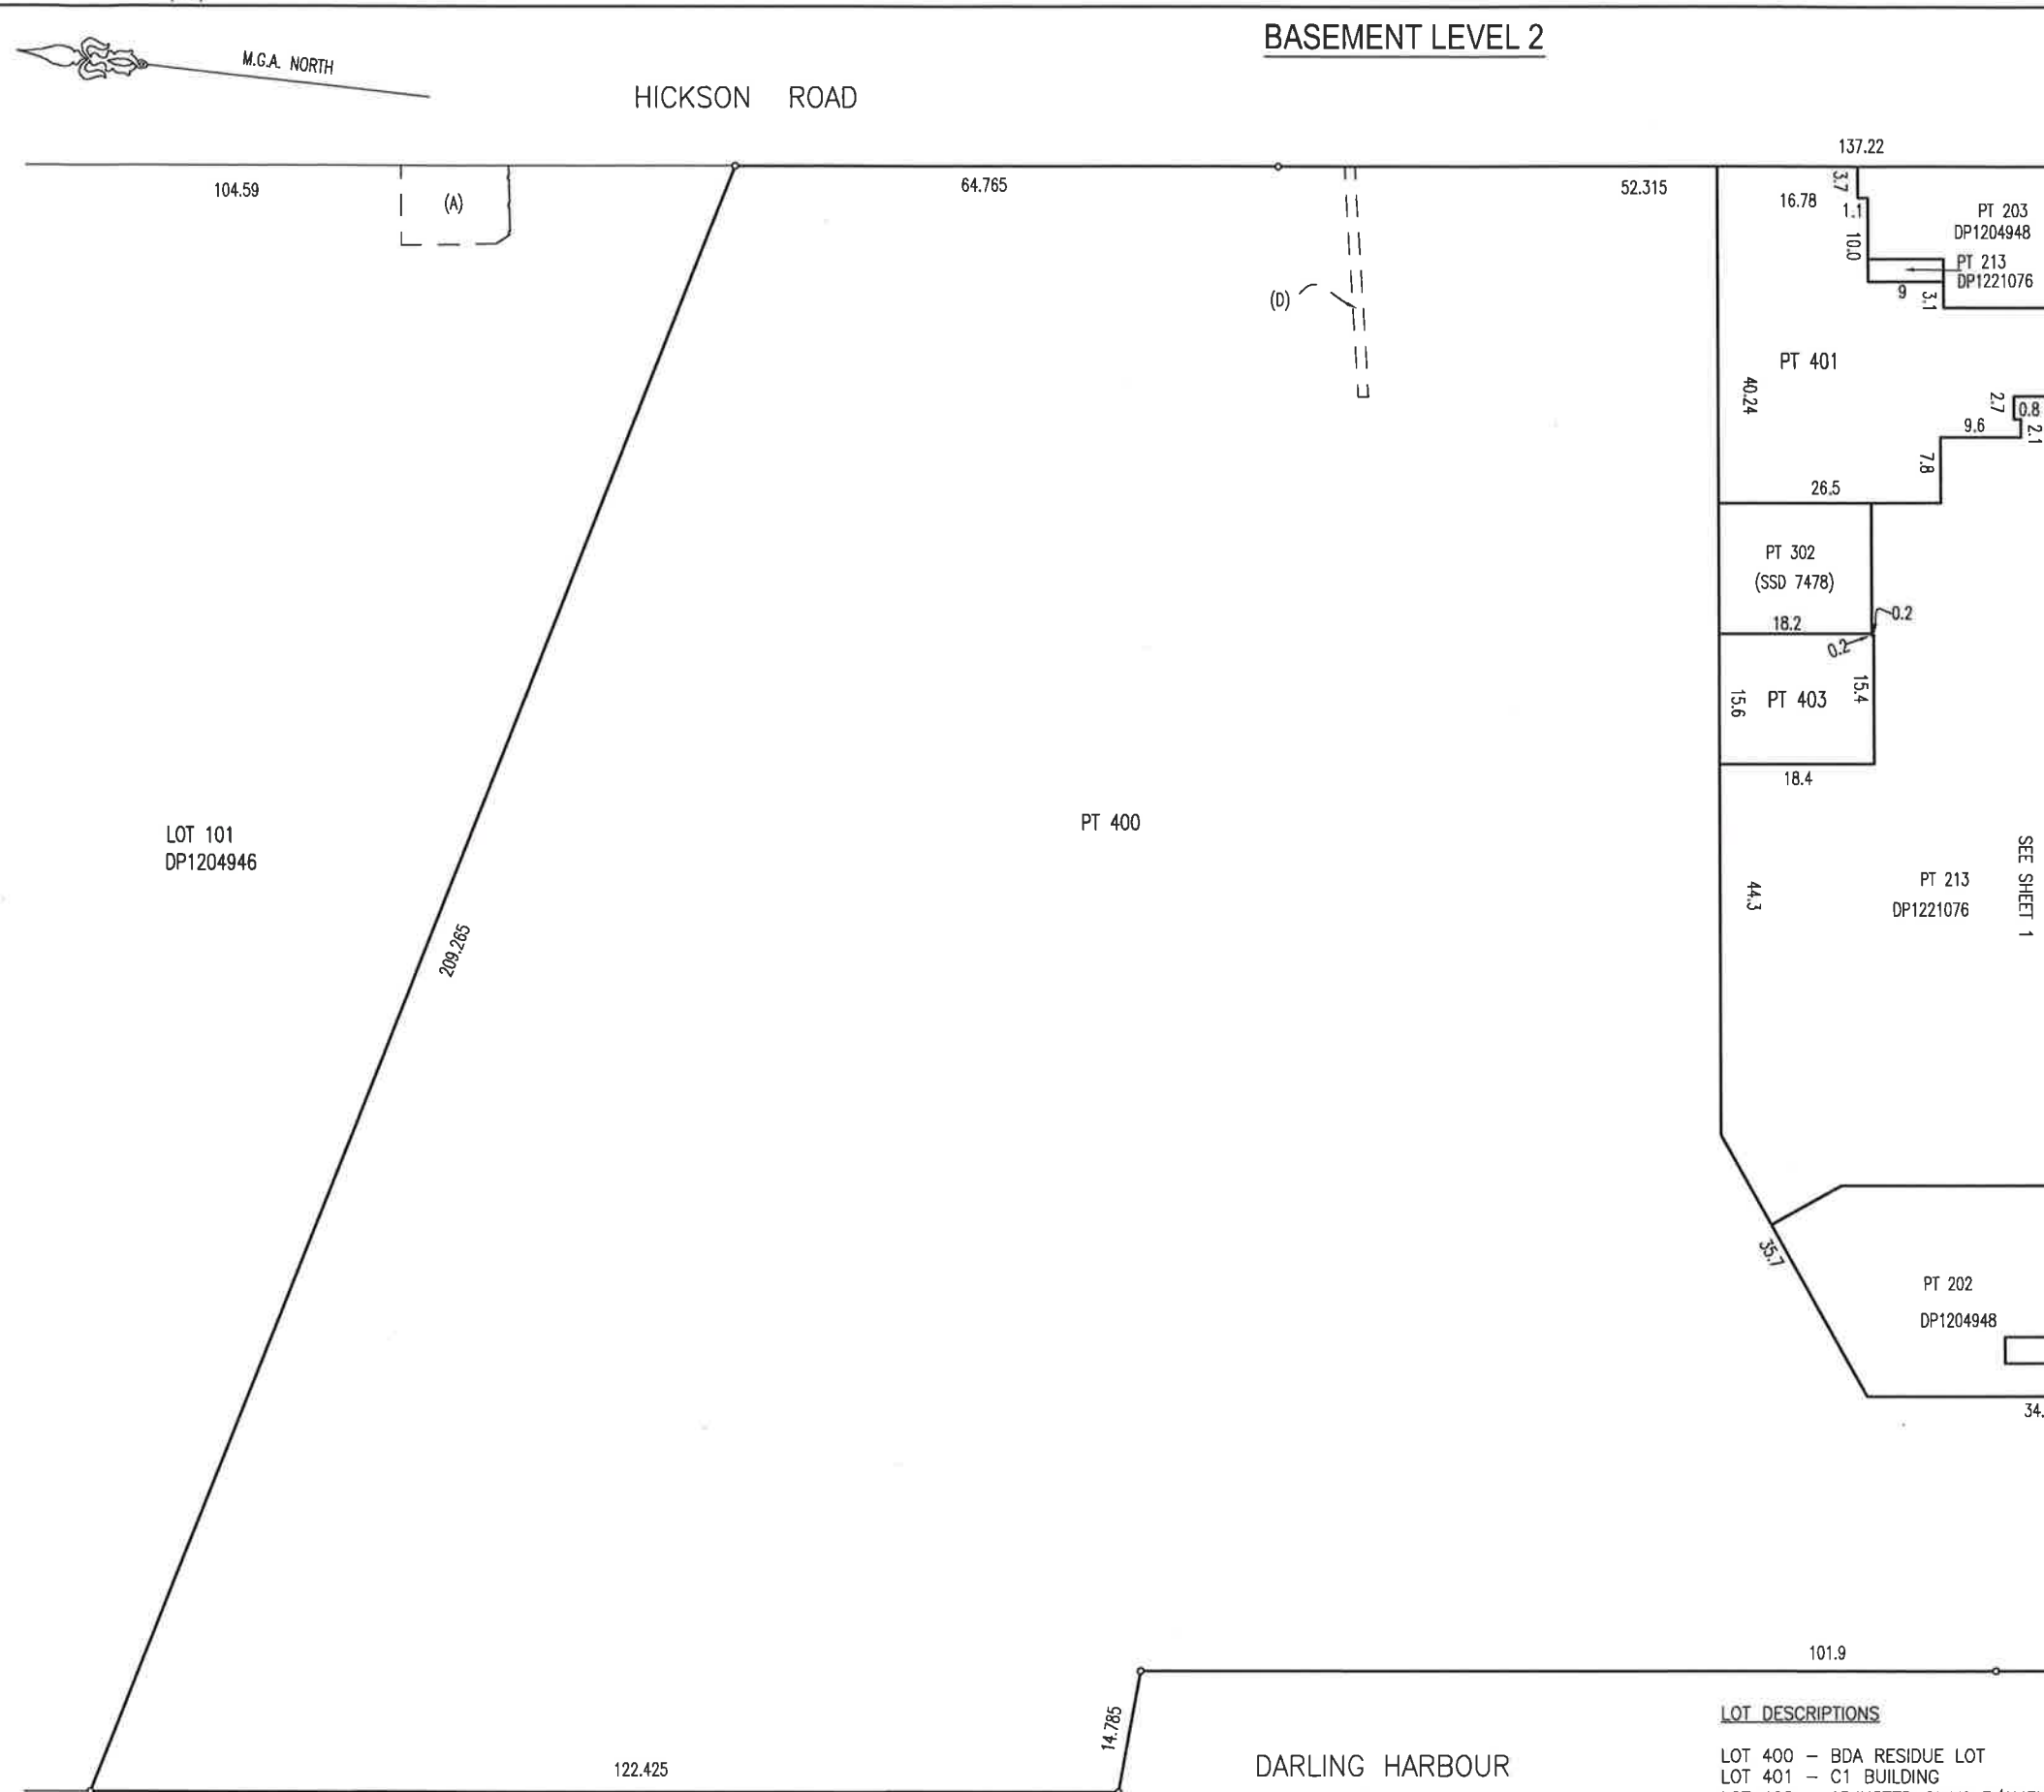 BASEMENT LEVEL 2
M.G.A. NORTH
HICKSON ROAD
137.22
104.59
(A)
64.765
52.315
16.78
3.7
1.1
10.0
PT 203
DP1204948
PT 213
DP1221076
9
3.1
(D)
PT 401
40.24
2.7
0.8
2.1
9.6
7.8
26.5
PT 302
(SSD 7478)
18.2
0.2
0.2
15.6
PT 403
15.4
18.4
PT 400
LOT 101
DP1204946
209.265
44.3
PT 213
DP1221076
SEE SHEET 1
35.7
PT 202
DP1204948
34.
101.9
14.785
122.425
DARLING HARBOUR
LOT DESCRIPTIONS
LOT 400 – BDA RESIDUE LOT
LOT 401 – C1 BUILDING